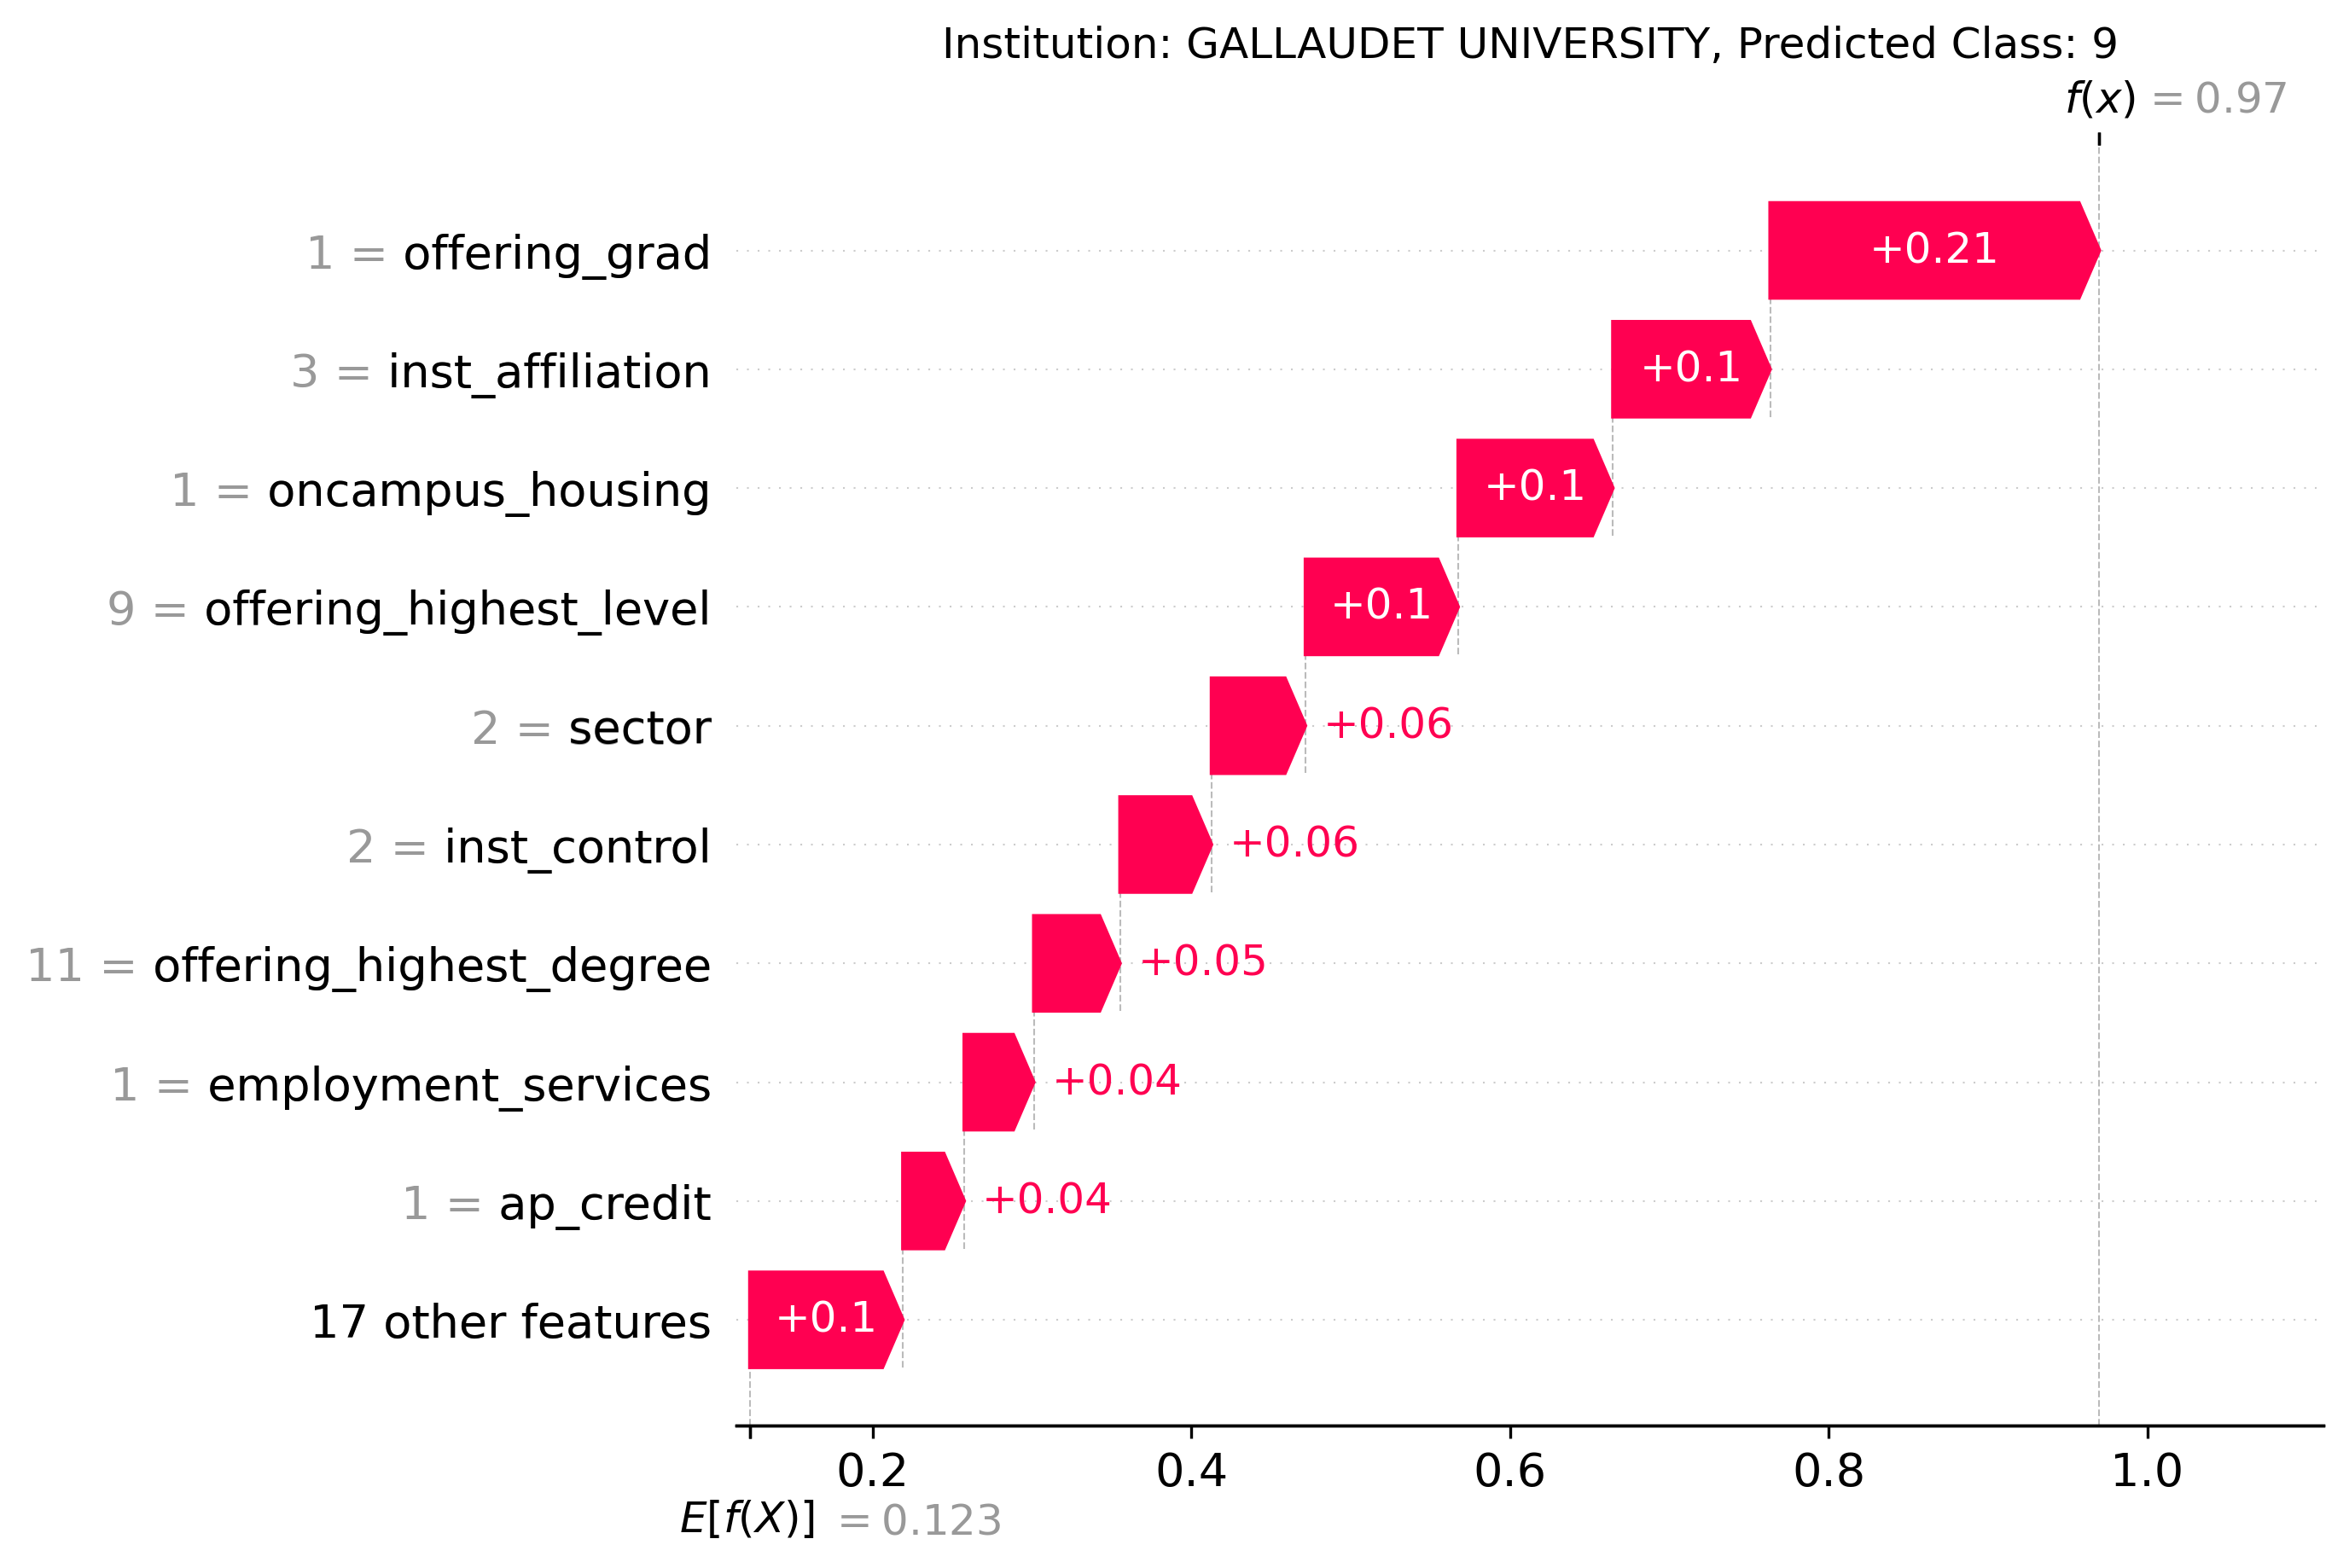 Institution: GALLAUDET UNIVERSITY, Predicted Class: 9
f(x) = 0.97
1 = offering_grad +0.21
3 = inst_affiliation +0.1
1 = oncampus_housing +0.1
9 = offering_highest_level +0.1
2 = sector +0.06
2 = inst_control +0.06
11 = offering_highest_degree +0.05
1 = employment_services +0.04
1 = ap_credit +0.04
17 other features +0.1
0.2 0.4 0.6 0.8 1.0
E[f(X)] = 0.123